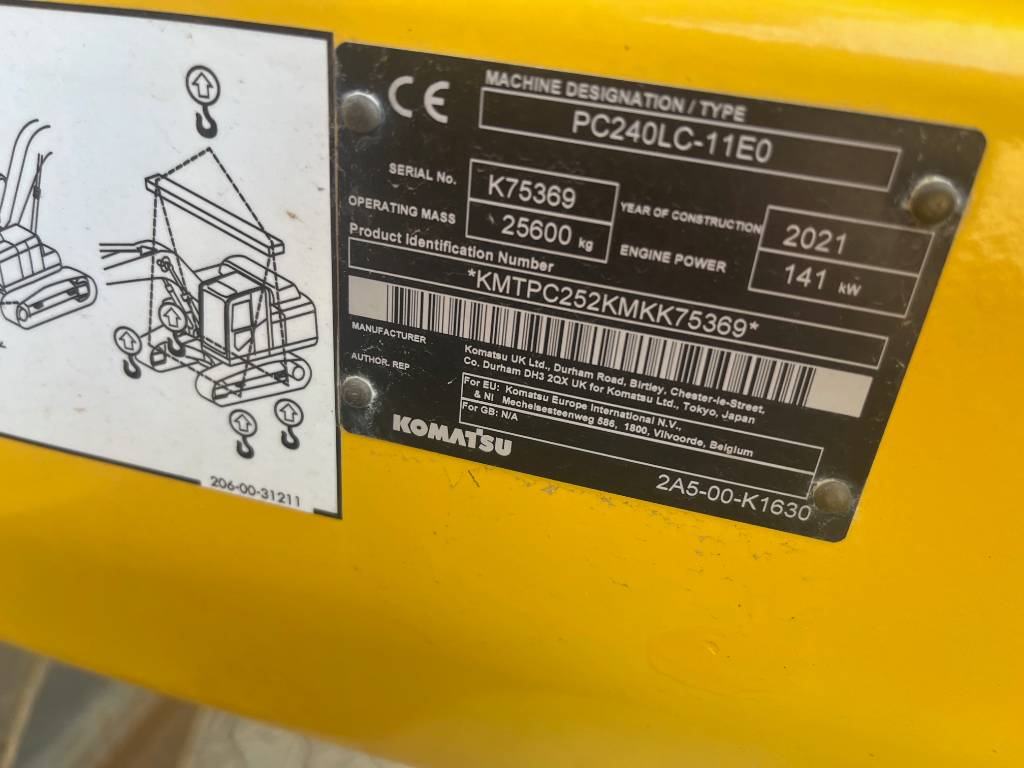 CE
MACHINE DESIGNATION / TYPE
PC240LC-11E0
SERIAL No.
K75369
YEAR OF CONSTRUCTION
2021
OPERATING MASS
25600 kg
ENGINE POWER
141 kW
Product Identification Number
*KMTPC252KMKK75369*
MANUFACTURER
Komatsu UK Ltd., Durham Road, Birtley, Chester-le-Street,
Co. Durham DH3 2QX UK for Komatsu Ltd., Tokyo, Japan
AUTHOR. REP
For EU: Komatsu Europe International N.V.,
& NI Mechelsesteenweg 586, 1800, Vilvoorde, Belgium
For GB: N/A
KOMATSU
2A5-00-K1630
206-00-31211